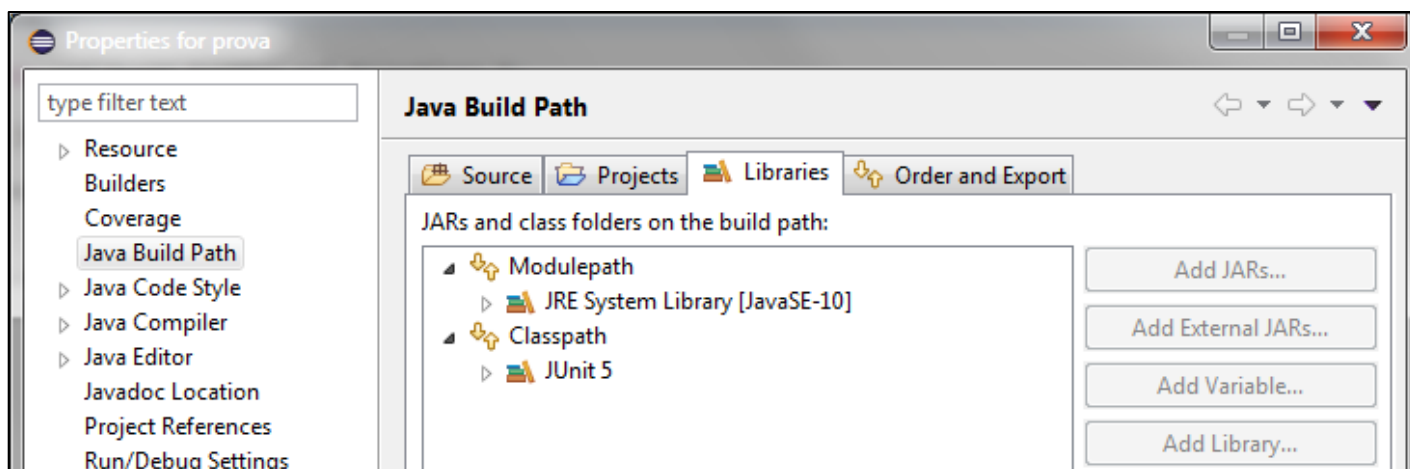 Properties for prova
type filter text
Java Build Path
Resource
Builders
Coverage
Java Build Path
Java Code Style
Java Compiler
Java Editor
Javadoc Location
Project References
Run/Debug Settings
Source Projects Libraries Order and Export
JARs and class folders on the build path:
Modulepath
JRE System Library [JavaSE-10]
Classpath
JUnit 5
Add JARs...
Add External JARs...
Add Variable...
Add Library...